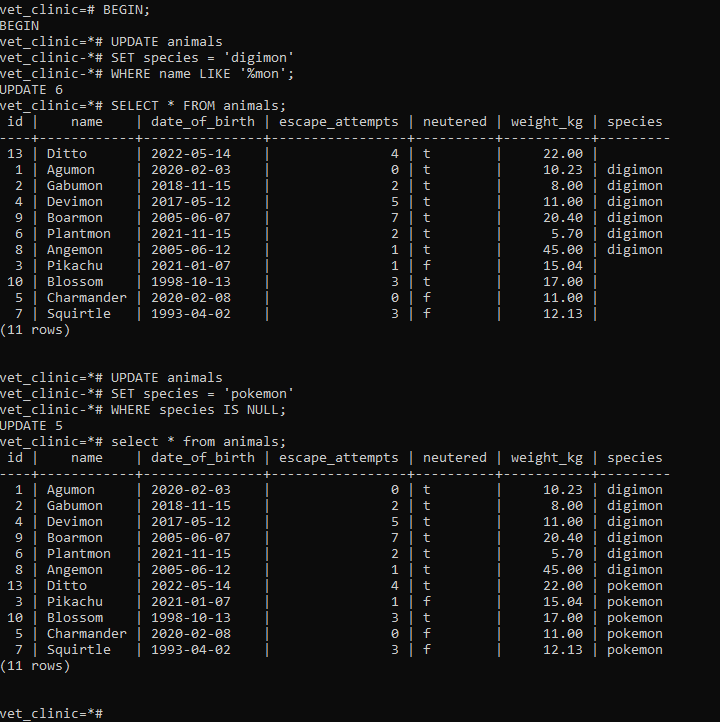 vet_clinic=# BEGIN;
BEGIN
vet_clinic=*# UPDATE animals
vet_clinic-*# SET species = 'digimon'
vet_clinic-*# WHERE name LIKE '%mon';
UPDATE 6
vet_clinic=*# SELECT * FROM animals;
 id |    name    | date_of_birth | escape_attempts | neutered | weight_kg | species
----+------------+---------------+-----------------+----------+-----------+---------
 13 | Ditto      | 2022-05-14    |               4 | t        |     22.00 |
  1 | Agumon     | 2020-02-03    |               0 | t        |     10.23 | digimon
  2 | Gabumon    | 2018-11-15    |               2 | t        |      8.00 | digimon
  4 | Devimon    | 2017-05-12    |               5 | t        |     11.00 | digimon
  9 | Boarmon    | 2005-06-07    |               7 | t        |     20.40 | digimon
  6 | Plantmon   | 2021-11-15    |               2 | t        |      5.70 | digimon
  8 | Angemon    | 2005-06-12    |               1 | t        |     45.00 | digimon
  3 | Pikachu    | 2021-01-07    |               1 | f        |     15.04 |
 10 | Blossom    | 1998-10-13    |               3 | t        |     17.00 |
  5 | Charmander | 2020-02-08    |               0 | f        |     11.00 |
  7 | Squirtle   | 1993-04-02    |               3 | f        |     12.13 |
(11 rows)
vet_clinic=*# UPDATE animals
vet_clinic-*# SET species = 'pokemon'
vet_clinic-*# WHERE species IS NULL;
UPDATE 5
vet_clinic=*# select * from animals;
 id |    name    | date_of_birth | escape_attempts | neutered | weight_kg | species
----+------------+---------------+-----------------+----------+-----------+---------
  1 | Agumon     | 2020-02-03    |               0 | t        |     10.23 | digimon
  2 | Gabumon    | 2018-11-15    |               2 | t        |      8.00 | digimon
  4 | Devimon    | 2017-05-12    |               5 | t        |     11.00 | digimon
  9 | Boarmon    | 2005-06-07    |               7 | t        |     20.40 | digimon
  6 | Plantmon   | 2021-11-15    |               2 | t        |      5.70 | digimon
  8 | Angemon    | 2005-06-12    |               1 | t        |     45.00 | digimon
 13 | Ditto      | 2022-05-14    |               4 | t        |     22.00 | pokemon
  3 | Pikachu    | 2021-01-07    |               1 | f        |     15.04 | pokemon
 10 | Blossom    | 1998-10-13    |               3 | t        |     17.00 | pokemon
  5 | Charmander | 2020-02-08    |               0 | f        |     11.00 | pokemon
  7 | Squirtle   | 1993-04-02    |               3 | f        |     12.13 | pokemon
(11 rows)
vet_clinic=*#